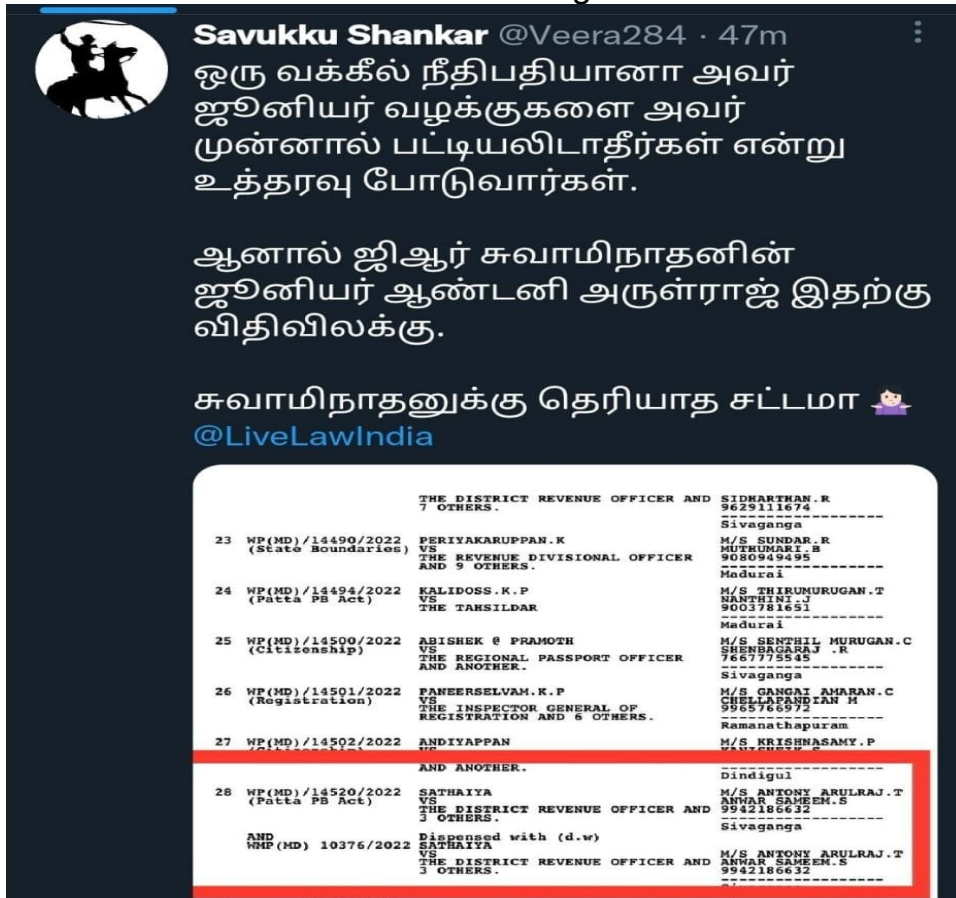 Savukku Shankar @Veera284 · 47m
ஒரு வக்கீல் நீதிபதியானா அவர்
ஜூனியர் வழக்குகளை அவர்
முன்னால் பட்டியலிடாதீர்கள் என்று
உத்தரவு போடுவார்கள்.
ஆனால் ஜிஆர் சுவாமிநாதனின்
ஜூனியர் ஆண்டனி அருள்ராஜ் இதற்கு
விதிவிலக்கு.
சுவாமிநாதனுக்கு தெரியாத சட்டமா 🤷🏻‍♀️
@LiveLawIndia
THE DISTRICT REVENUE OFFICER AND SIDHARTHAN.R
7 OTHERS. 9629111674
Sivaganga
23 WP(MD)/14490/2022 PERIYAKARUPPAN.K M/S SUNDAR.R
(State Boundaries) VS MUTHUMARI.B
THE REVENUE DIVISIONAL OFFICER 9080949495
AND 9 OTHERS.
Madurai
24 WP(MD)/14494/2022 KALIDOSS.K.P M/S THIRUMURUGAN.T
(Patta PB Act) VS NANTHINI.J
THE TAHSILDAR 9003781651
Madurai
25 WP(MD)/14500/2022 ABISHEK @ PRAMOTH M/S SENTHIL MURUGAN.C
(Citizenship) VS SHENBAGARAJ .R
THE REGIONAL PASSPORT OFFICER 7667775545
AND ANOTHER.
Sivaganga
26 WP(MD)/14501/2022 PANEERSELVAM.K.P M/S GANGAI AMARAN.C
(Registration) VS CHELLAPANDIAN M
THE INSPECTOR GENERAL OF 9965766972
REGISTRATION AND 6 OTHERS.
Ramanathapuram
27 WP(MD)/14502/2022 ANDIYAPPAN M/S KRISHNASAMY.P
AND ANOTHER.
Dindigul
28 WP(MD)/14520/2022 SATHAIYA M/S ANTONY ARULRAJ.T
(Patta PB Act) VS ANWAR SAMEEM.S
THE DISTRICT REVENUE OFFICER AND 9942186632
3 OTHERS.
Sivaganga
AND Dispensed with (d.w)
WMP(MD) 10376/2022 SATHAIYA
VS M/S ANTONY ARULRAJ.T
THE DISTRICT REVENUE OFFICER AND ANWAR SAMEEM.S
3 OTHERS. 9942186632